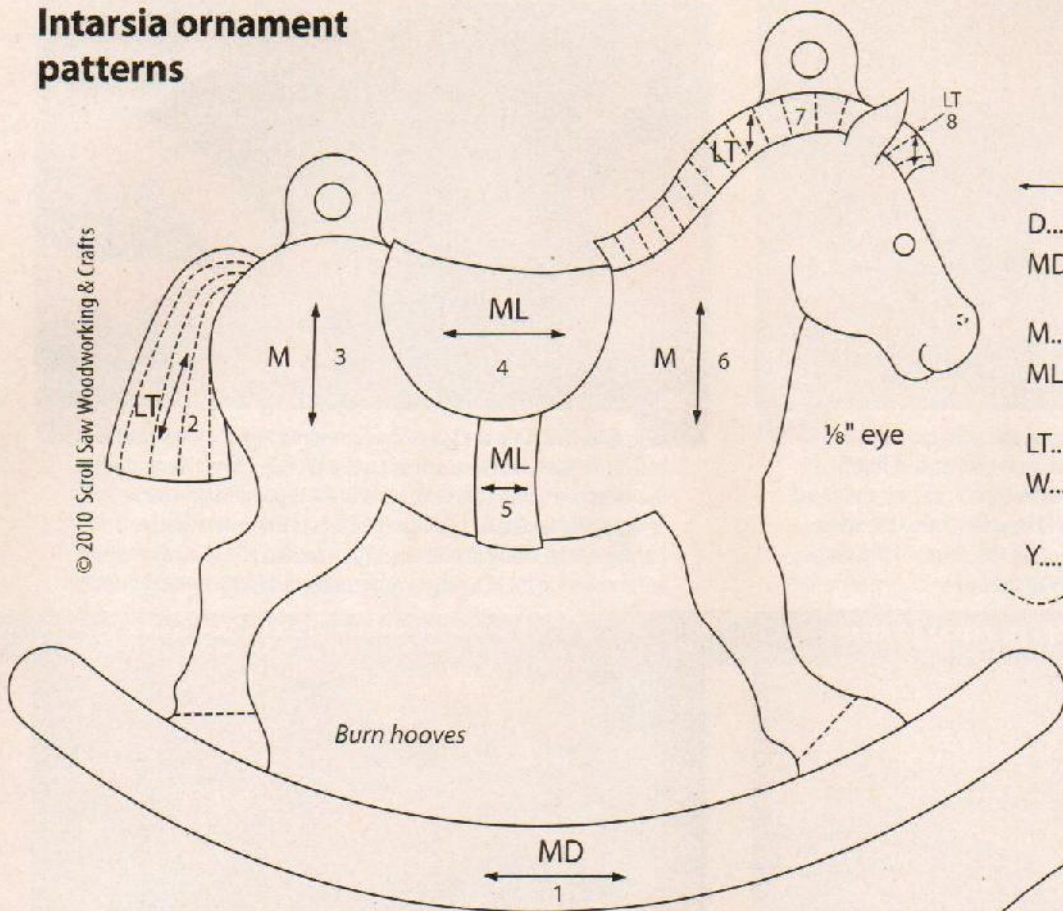 Intarsia ornament
patterns
© 2010 Scroll Saw Woodworking & Crafts
LT
8
7
LT
D...
MD
M..
ML
LT..
W...
Y....
ML
4
M
3
M
6
LT
2
ML
5
⅛" eye
Burn hooves
MD
1